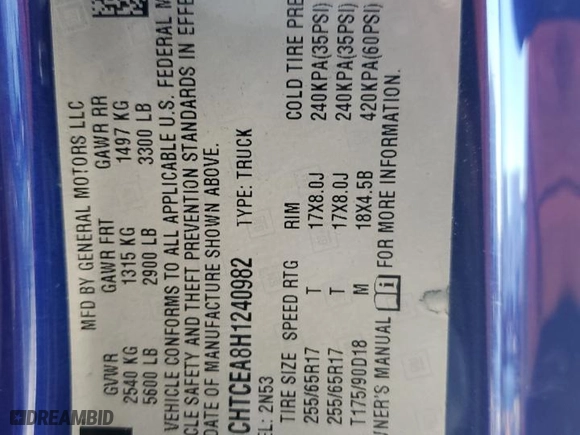 MFD BY GENERAL MOTORS LLC
GVWR GAWR FRT GAWR RR
2540 KG 1315 KG 1497 KG
5600 LB 2900 LB 3300 LB
VEHICLE CONFORMS TO ALL APPLICABLE U.S. FEDERAL M
CLE SAFETY AND THEFT PREVENTION STANDARDS IN EFFE
DATE OF MANUFACTURE SHOWN ABOVE.
CHTCEA8H1240982 TYPE: TRUCK
EL: 2N53
TIRE SIZE SPEED RTG RIM COLD TIRE PRE
255/65R17 T 17X8.0J 240KPA(35PSI)
255/65R17 T 17X8.0J 240KPA(35PSI)
T175/90D18 M 18X4.5B 420KPA(60PSI)
WNER'S MANUAL FOR MORE INFORMATION.
DREAMBID